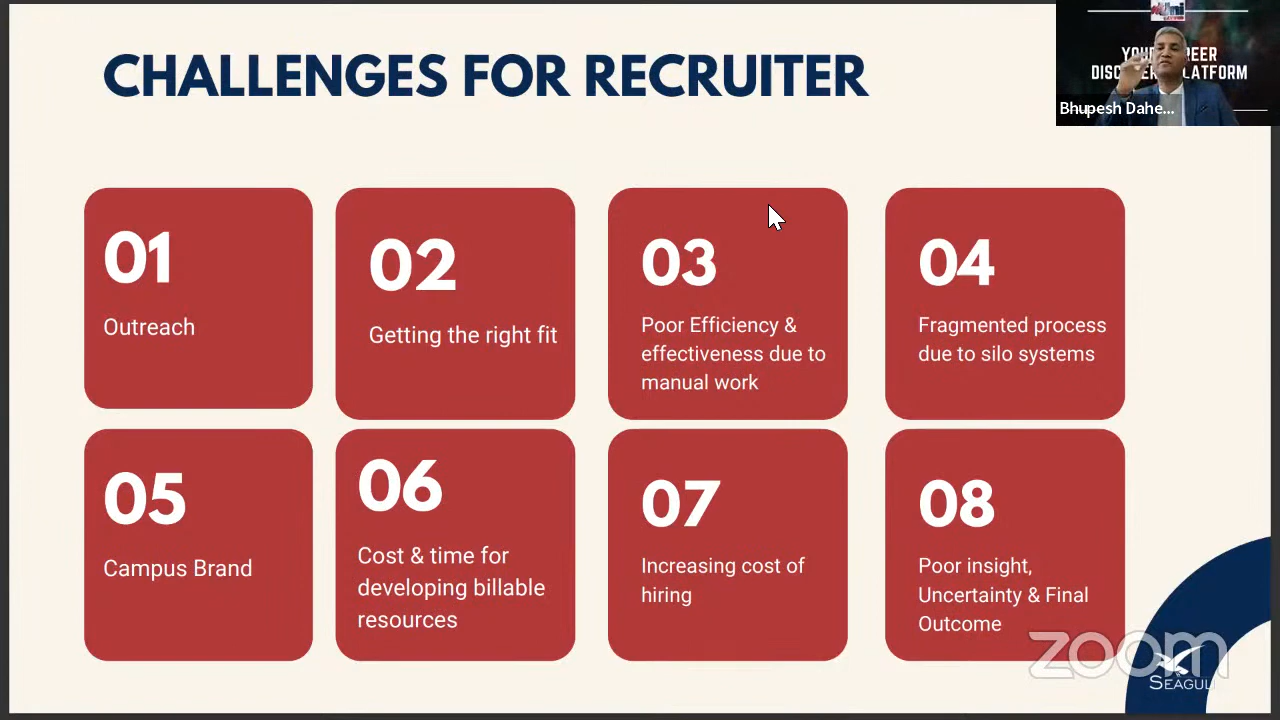 CHALLENGES FOR RECRUITER
Bhupesh Dahe...
01
Outreach
02
Getting the right fit
03
Poor Efficiency &
effectiveness due to
manual work
04
Fragmented process
due to silo systems
05
Campus Brand
06
Cost & time for
developing billable
resources
07
Increasing cost of
hiring
08
Poor insight,
Uncertainty & Final
Outcome
zoom